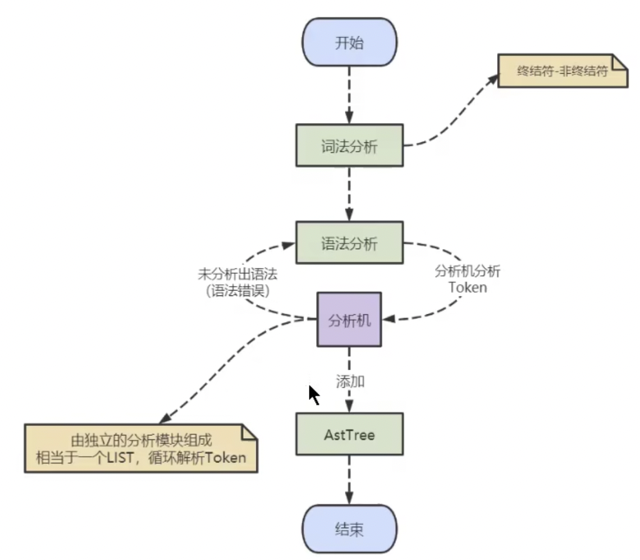 开始
终结符-非终结符
词法分析
语法分析
未分析出语法
(语法错误)
分析机分析
Token
分析机
添加
由独立的分析模块组成
相当于一个LIST，循环解析Token
AstTree
结束